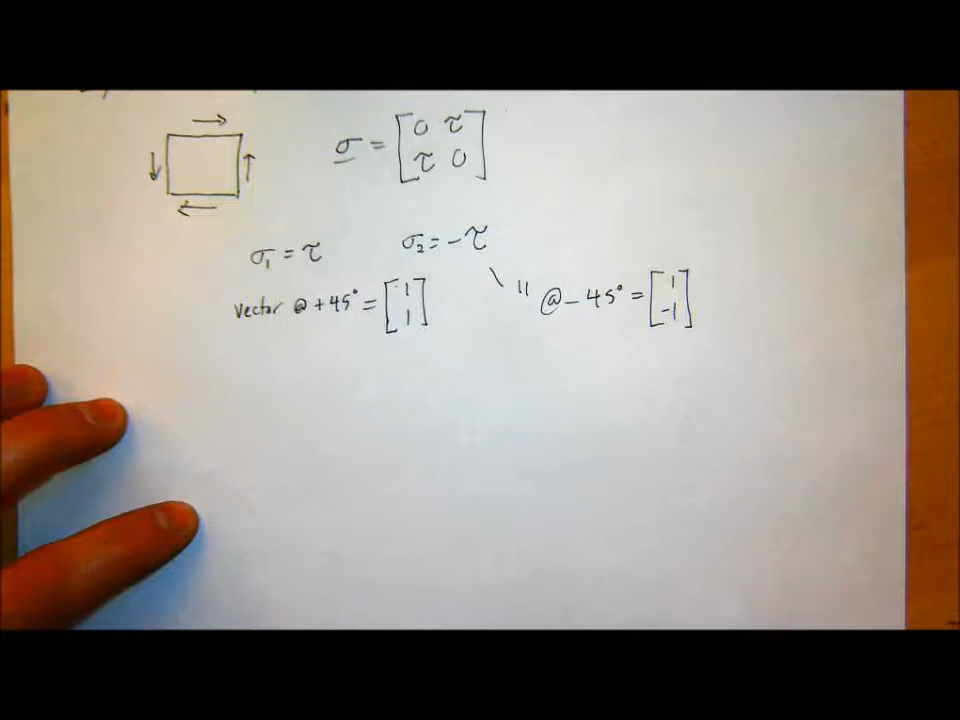 σ = [0 τ
τ 0]
σ₁ = τ σ₂ = -τ
vector @ +45° = [1 \ " @ -45° = [1
1] -1]